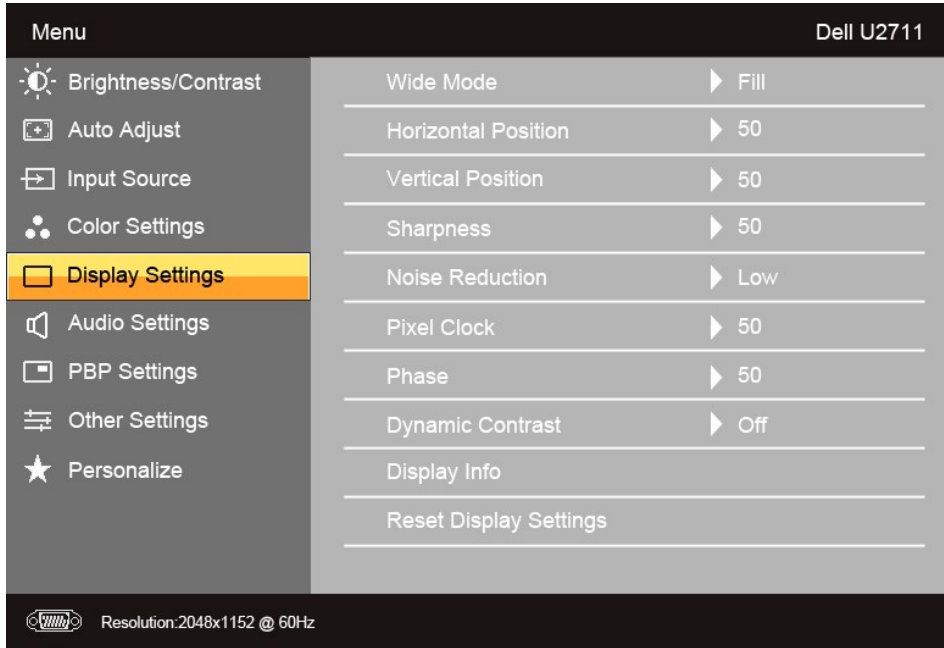 Menu Dell U2711
Brightness/Contrast
Auto Adjust
Input Source
Color Settings
Display Settings
Audio Settings
PBP Settings
Other Settings
Personalize
Wide Mode Fill
Horizontal Position 50
Vertical Position 50
Sharpness 50
Noise Reduction Low
Pixel Clock 50
Phase 50
Dynamic Contrast Off
Display Info
Reset Display Settings
Resolution:2048x1152 @ 60Hz